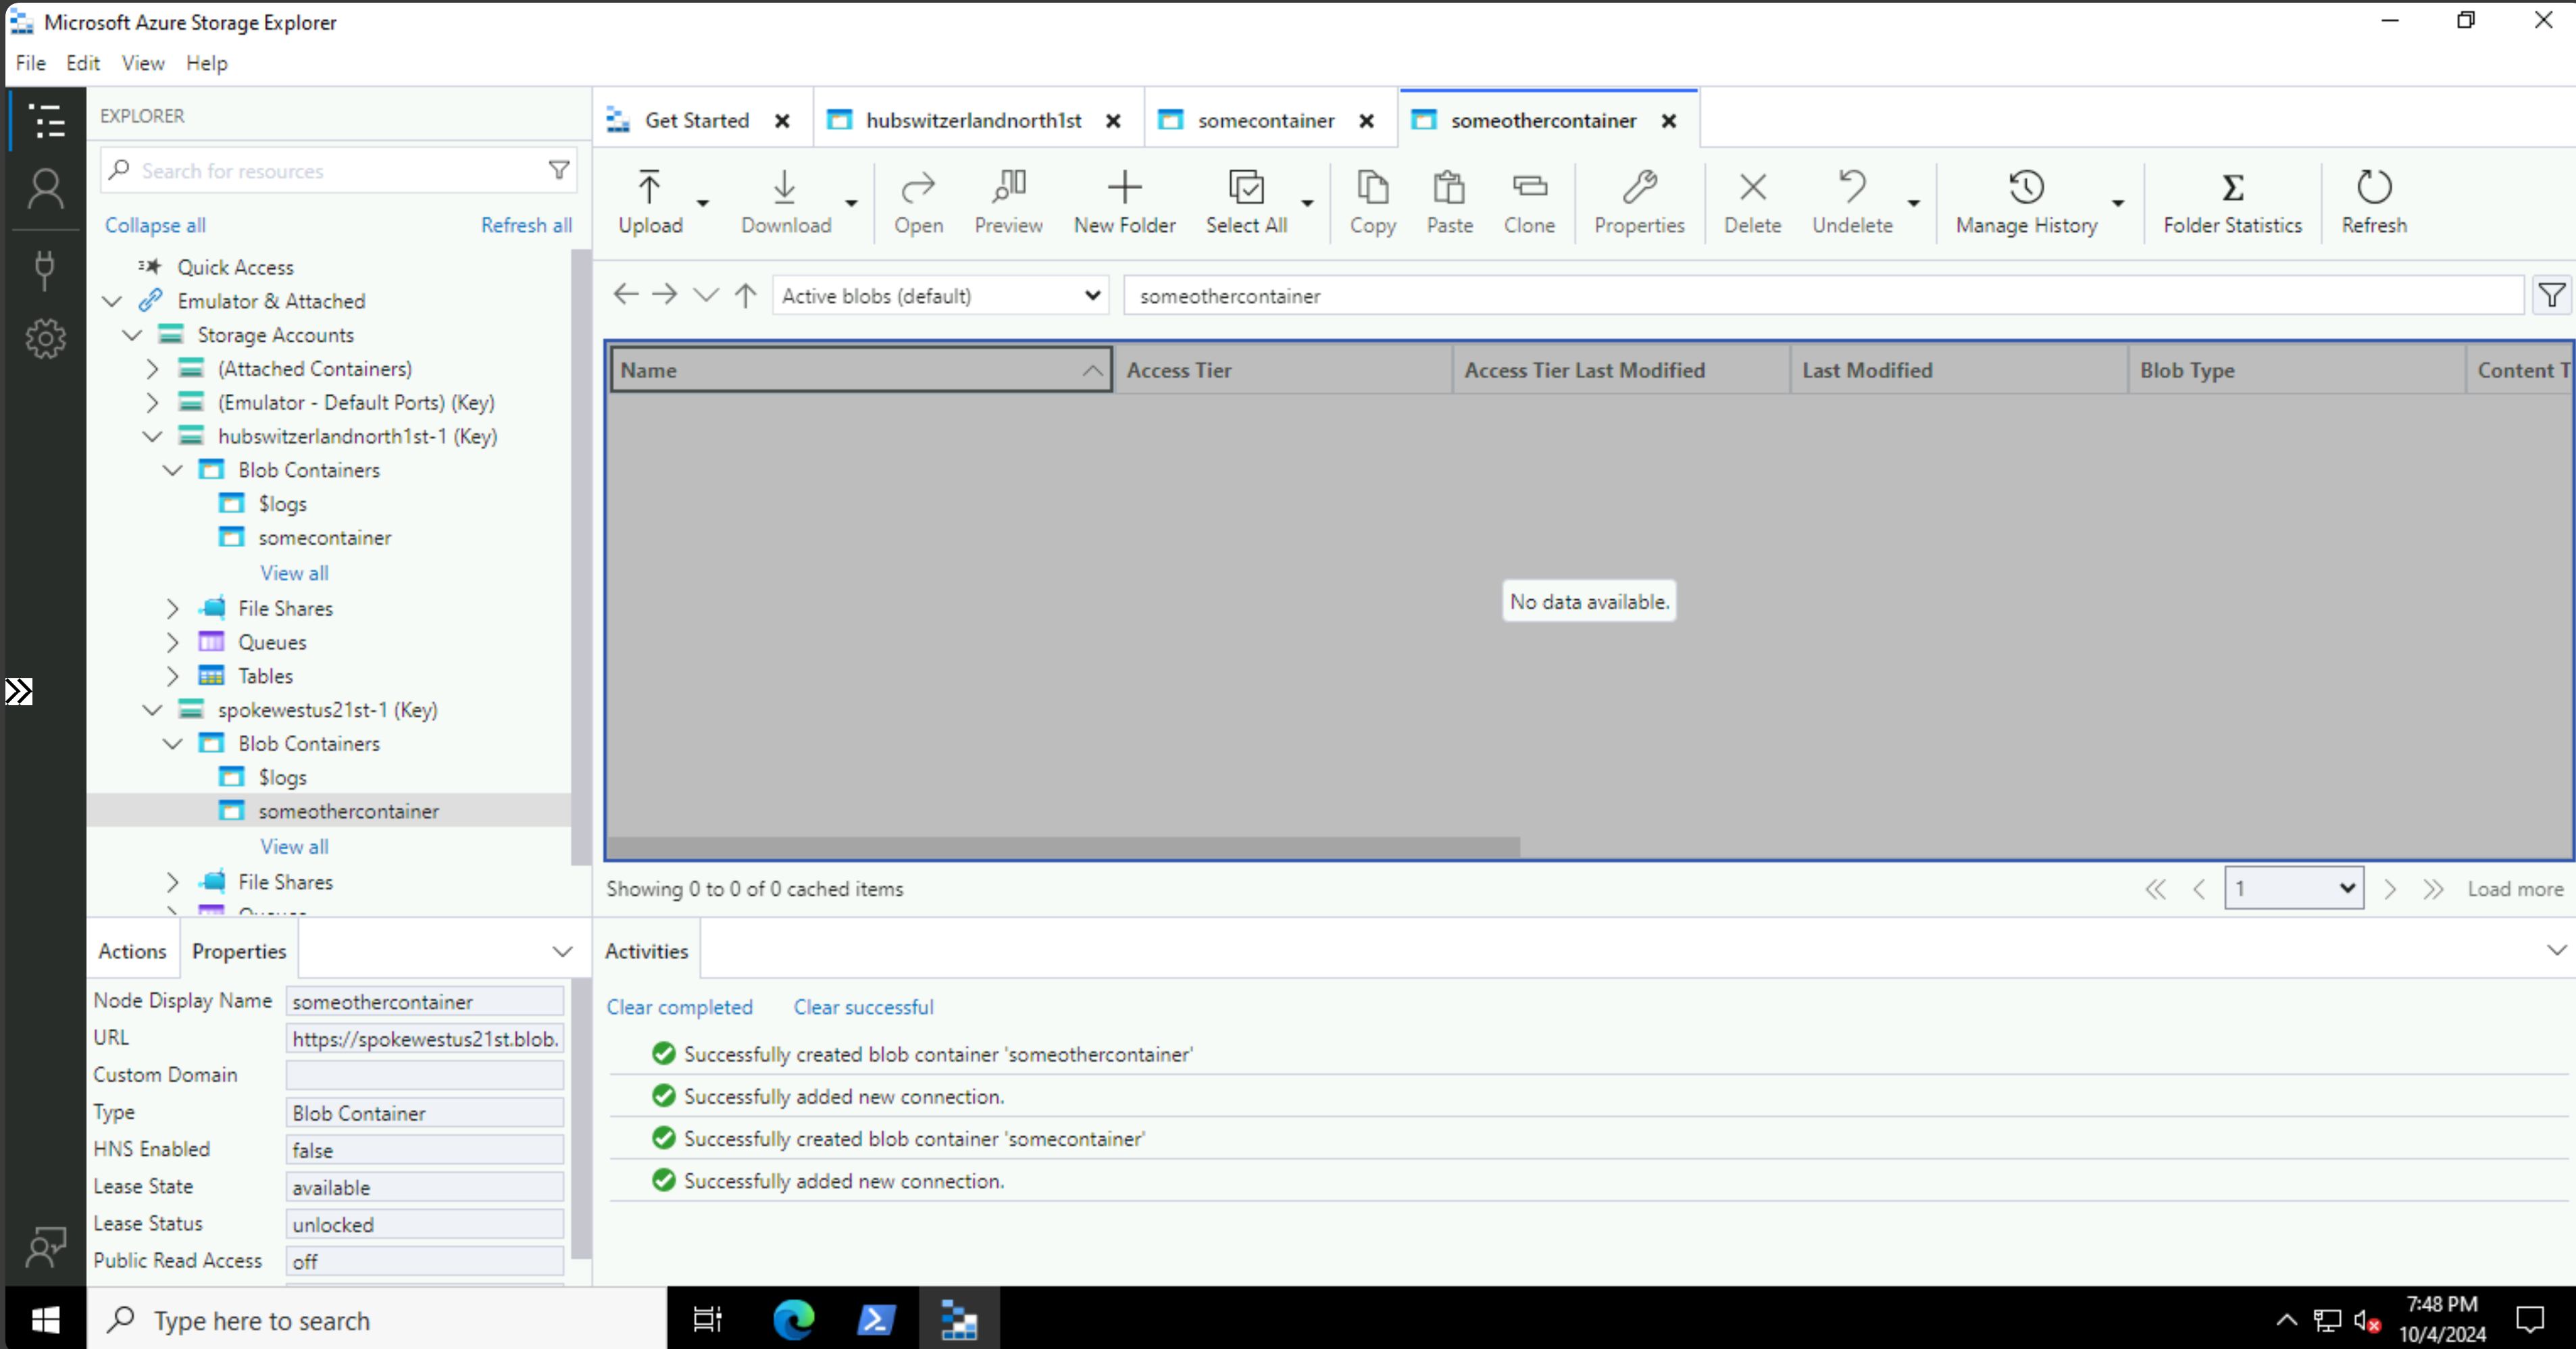 Microsoft Azure Storage Explorer
File Edit View Help
EXPLORER
Search for resources
Collapse all Refresh all
Quick Access
Emulator & Attached
Storage Accounts
(Attached Containers)
(Emulator - Default Ports) (Key)
hubswitzerlandnorth1st-1 (Key)
Blob Containers
$logs
somecontainer
View all
File Shares
Queues
Tables
spokewestus21st-1 (Key)
Blob Containers
$logs
someothercontainer
View all
File Shares
Actions Properties
Node Display Name someothercontainer
URL https://spokewestus21st.blob.
Custom Domain
Type Blob Container
HNS Enabled false
Lease State available
Lease Status unlocked
Public Read Access off
Get Started hubswitzerlandnorth1st somecontainer someothercontainer
Upload Download Open Preview New Folder Select All Copy Paste Clone Properties Delete Undelete Manage History Folder Statistics Refresh
Active blobs (default) someothercontainer
Name Access Tier Access Tier Last Modified Last Modified Blob Type Content T
No data available.
Showing 0 to 0 of 0 cached items 1 Load more
Activities
Clear completed Clear successful
Successfully created blob container 'someothercontainer'
Successfully added new connection.
Successfully created blob container 'somecontainer'
Successfully added new connection.
Type here to search
7:48 PM
10/4/2024